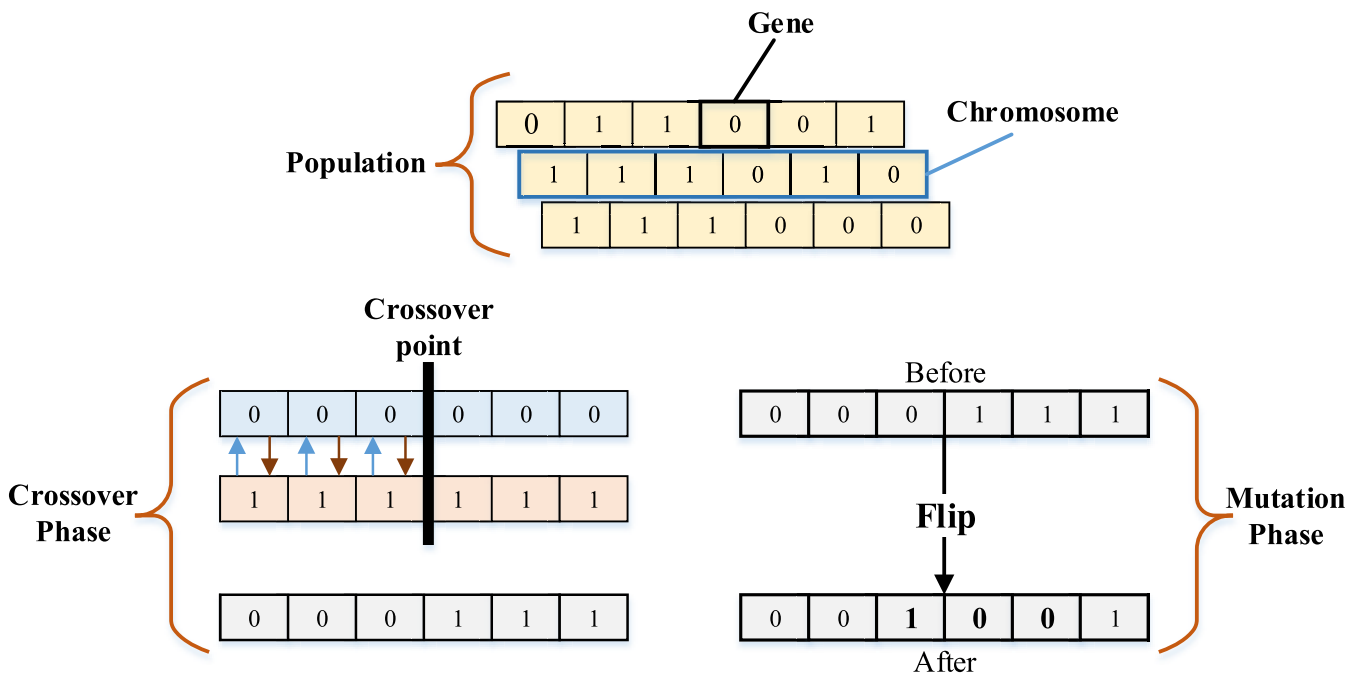 Gene
0 1 1 0 0 1
Chromosome
Population
1 1 1 0 1 0
1 1 1 0 0 0
Crossover
point
0 0 0 0 0 0
Crossover
Phase
1 1 1 1 1 1
0 0 0 1 1 1
Before
0 0 0 1 1 1
Flip
Mutation
Phase
0 0 1 0 0 1
After